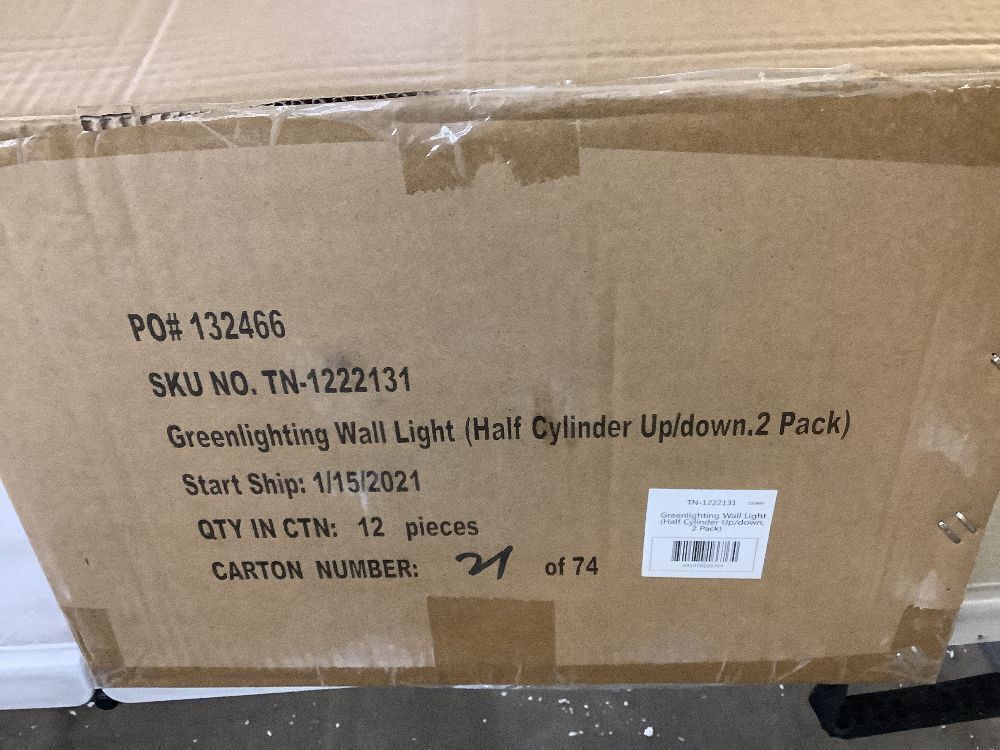 PO# 132466
SKU NO. TN-1222131
Greenlighting Wall Light (Half Cylinder Up/down.2 Pack)
Start Ship: 1/15/2021
QTY IN CTN: 12 pieces
CARTON NUMBER: 21 of 74
TN-1222131
Greenlighting Wall Light
(Half Cylinder Up/down,
2 Pack)